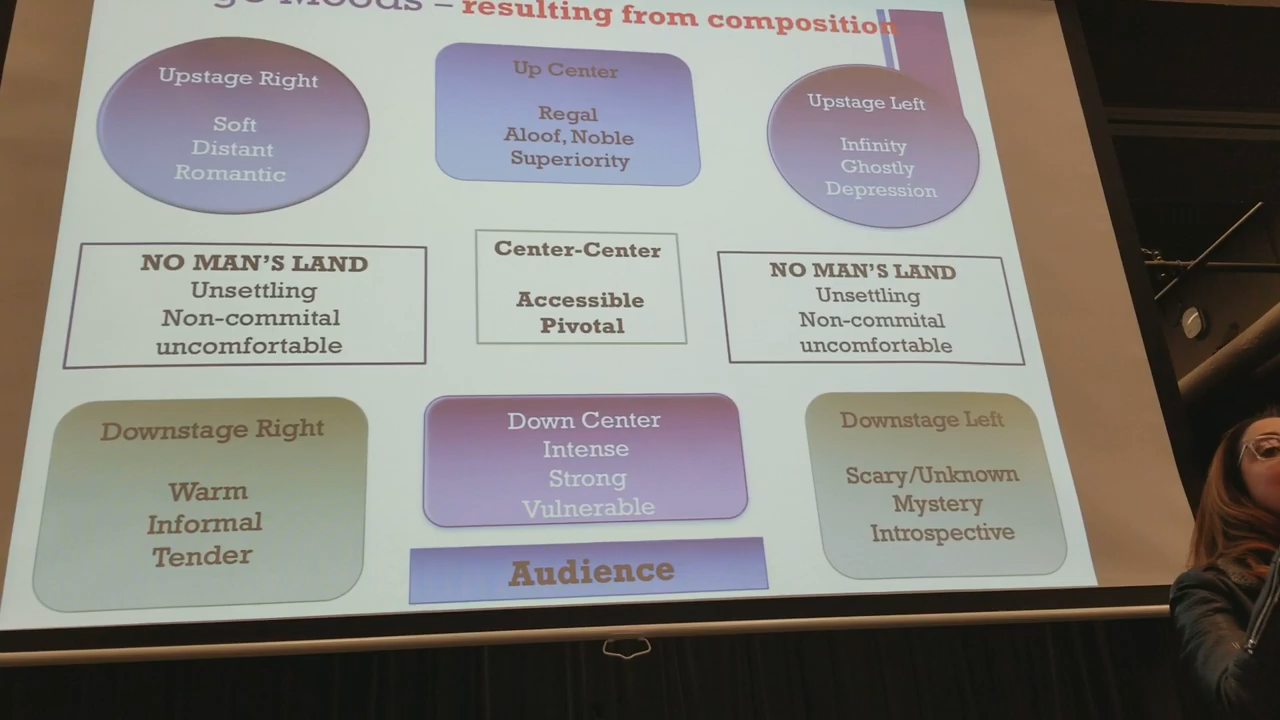 Moods – resulting from composition
Upstage Right
Soft
Distant
Romantic
Up Center
Regal
Aloof, Noble
Superiority
Upstage Left
Infinity
Ghostly
Depression
NO MAN'S LAND
Unsettling
Non-commital
uncomfortable
Center-Center
Accessible
Pivotal
NO MAN'S LAND
Unsettling
Non-commital
uncomfortable
Downstage Right
Warm
Informal
Tender
Down Center
Intense
Strong
Vulnerable
Downstage Left
Scary/Unknown
Mystery
Introspective
Audience